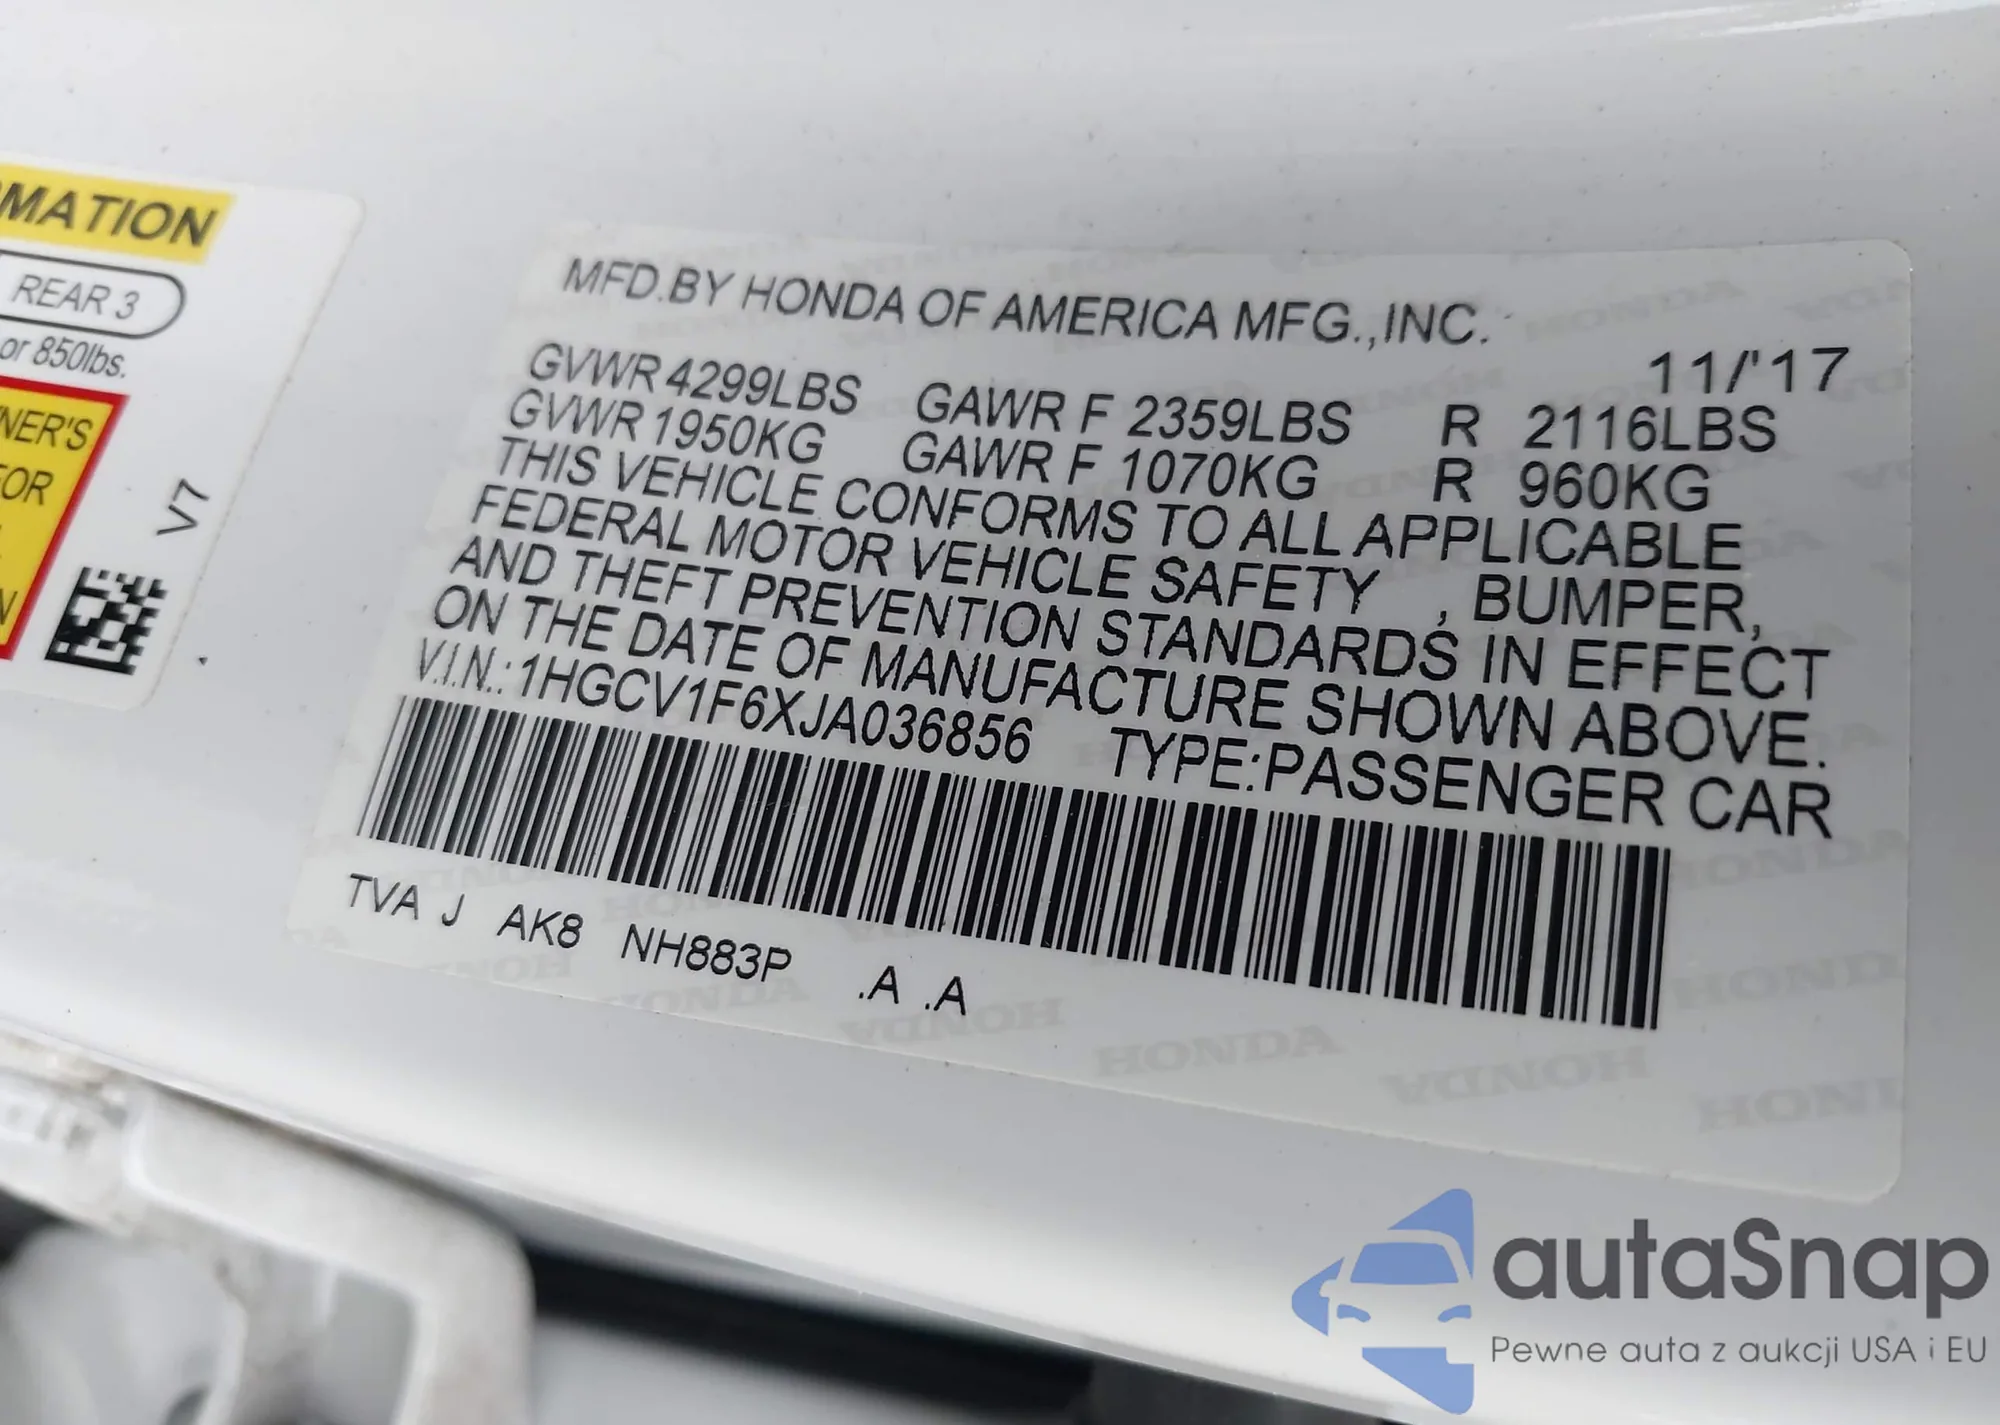 MATION
REAR 3
or 850lbs.
NER'S
FOR
N
V7
MFD.BY HONDA OF AMERICA MFG.,INC.
11/'17
GVWR 4299LBS GAWR F 2359LBS R 2116LBS
GVWR 1950KG GAWR F 1070KG R 960KG
THIS VEHICLE CONFORMS TO ALL APPLICABLE
FEDERAL MOTOR VEHICLE SAFETY , BUMPER,
AND THEFT PREVENTION STANDARDS IN EFFECT
ON THE DATE OF MANUFACTURE SHOWN ABOVE.
V.I.N.: 1HGCV1F6XJA036856 TYPE:PASSENGER CAR
TVA J AK8 NH883P .A .A
HONDA
autaSnap
Pewne auta z aukcji USA i EU